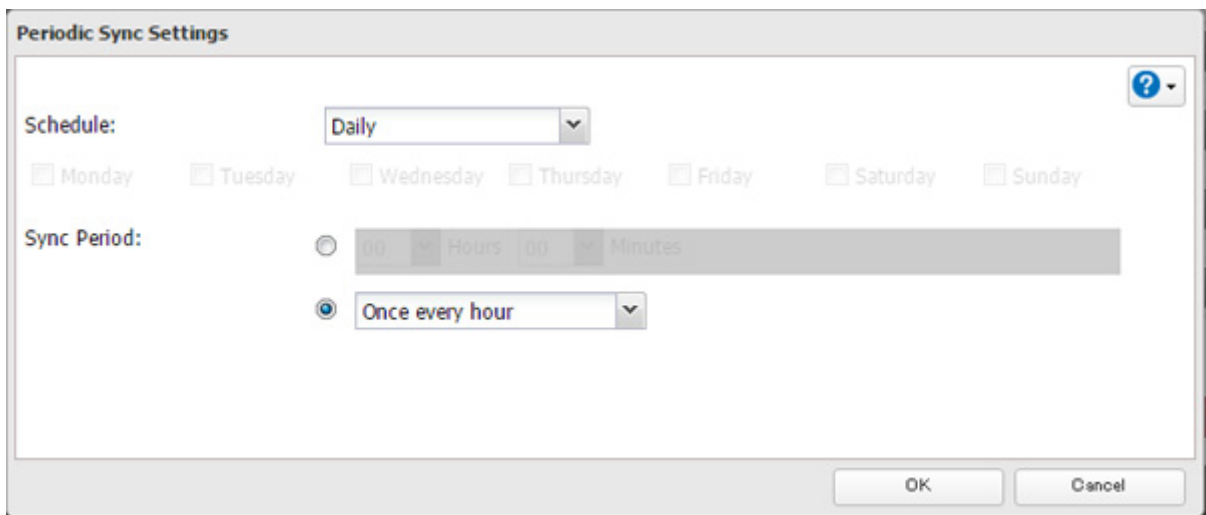 Periodic Sync Settings
?
Schedule: Daily
Monday Tuesday Wednesday Thursday Friday Saturday Sunday
Sync Period: 00 Hours 00 Minutes
Once every hour
OK Cancel